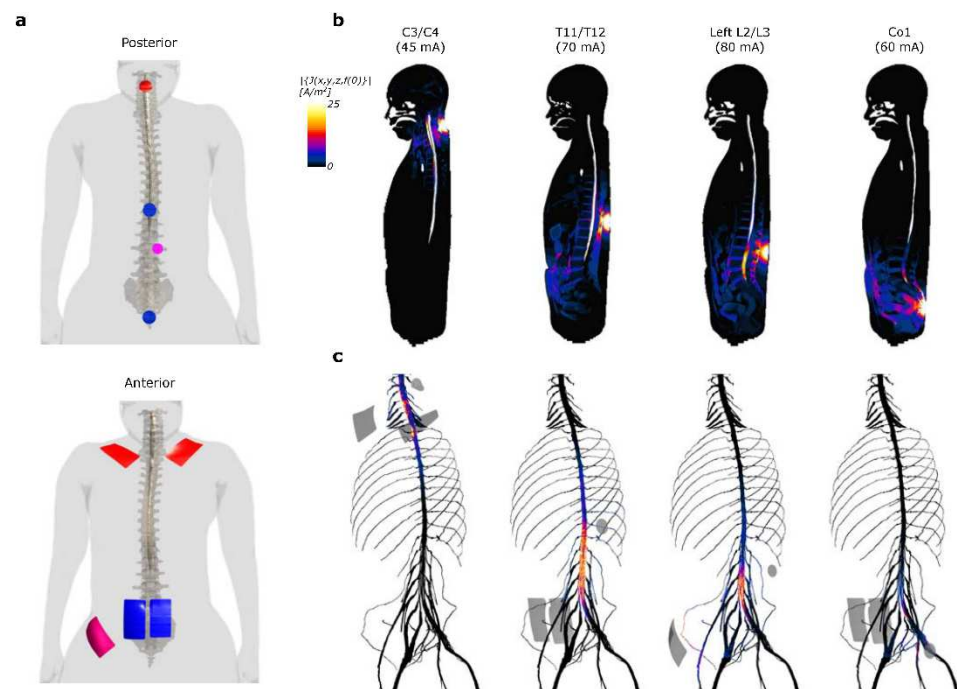 a
Posterior
Anterior
b
C3/C4
(45 mA)
T11/T12
(70 mA)
Left L2/L3
(80 mA)
Co1
(60 mA)
|{J(x,y,z,f(0)}|
[A/m²]
25
0
c